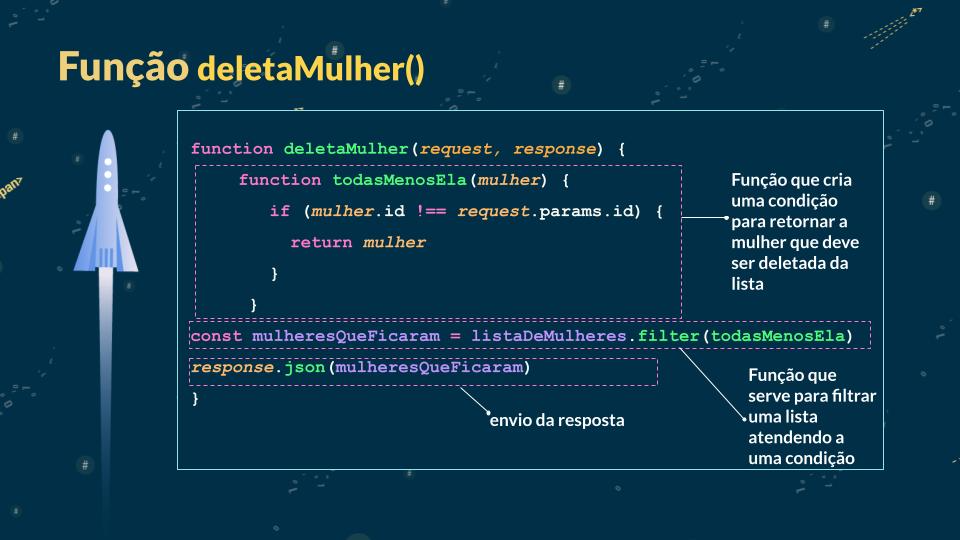 Função deletaMulher()
function deletaMulher(request, response) {
function todasMenosEla(mulher) {
if (mulher.id !== request.params.id) {
return mulher
}
}
const mulheresQueFicaram = listaDeMulheres.filter(todasMenosEla)
response.json(mulheresQueFicaram)
}
Função que cria
uma condição
para retornar a
mulher que deve
ser deletada da
lista
Função que
serve para filtrar
uma lista
atendendo a
uma condição
envio da resposta
pan>